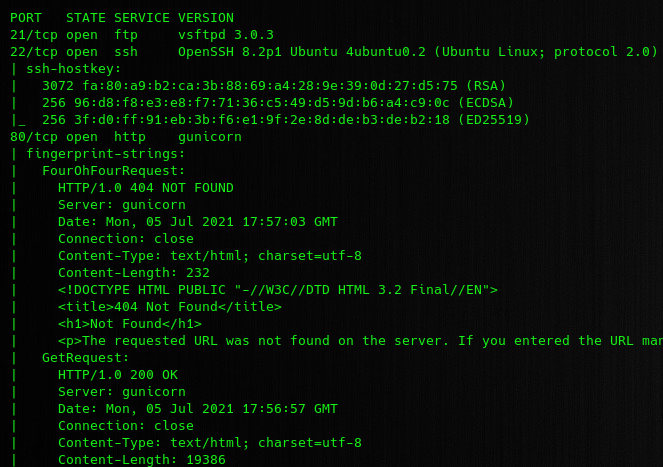 PORT   STATE SERVICE VERSION
21/tcp open  ftp     vsftpd 3.0.3
22/tcp open  ssh     OpenSSH 8.2p1 Ubuntu 4ubuntu0.2 (Ubuntu Linux; protocol 2.0)
| ssh-hostkey:
|   3072 fa:80:a9:b2:ca:3b:88:69:a4:28:9e:39:0d:27:d5:75 (RSA)
|   256 96:d8:f8:e3:e8:f7:71:36:c5:49:d5:9d:b6:a4:c9:0c (ECDSA)
|_  256 3f:d0:ff:91:eb:3b:f6:e1:9f:2e:8d:de:b3:de:b2:18 (ED25519)
80/tcp open  http    gunicorn
| fingerprint-strings:
|   FourOhFourRequest:
|     HTTP/1.0 404 NOT FOUND
|     Server: gunicorn
|     Date: Mon, 05 Jul 2021 17:57:03 GMT
|     Connection: close
|     Content-Type: text/html; charset=utf-8
|     Content-Length: 232
|     <!DOCTYPE HTML PUBLIC "-//W3C//DTD HTML 3.2 Final//EN">
|     <title>404 Not Found</title>
|     <h1>Not Found</h1>
|     <p>The requested URL was not found on the server. If you entered the URL man
|   GetRequest:
|     HTTP/1.0 200 OK
|     Server: gunicorn
|     Date: Mon, 05 Jul 2021 17:56:57 GMT
|     Connection: close
|     Content-Type: text/html; charset=utf-8
|     Content-Length: 19386